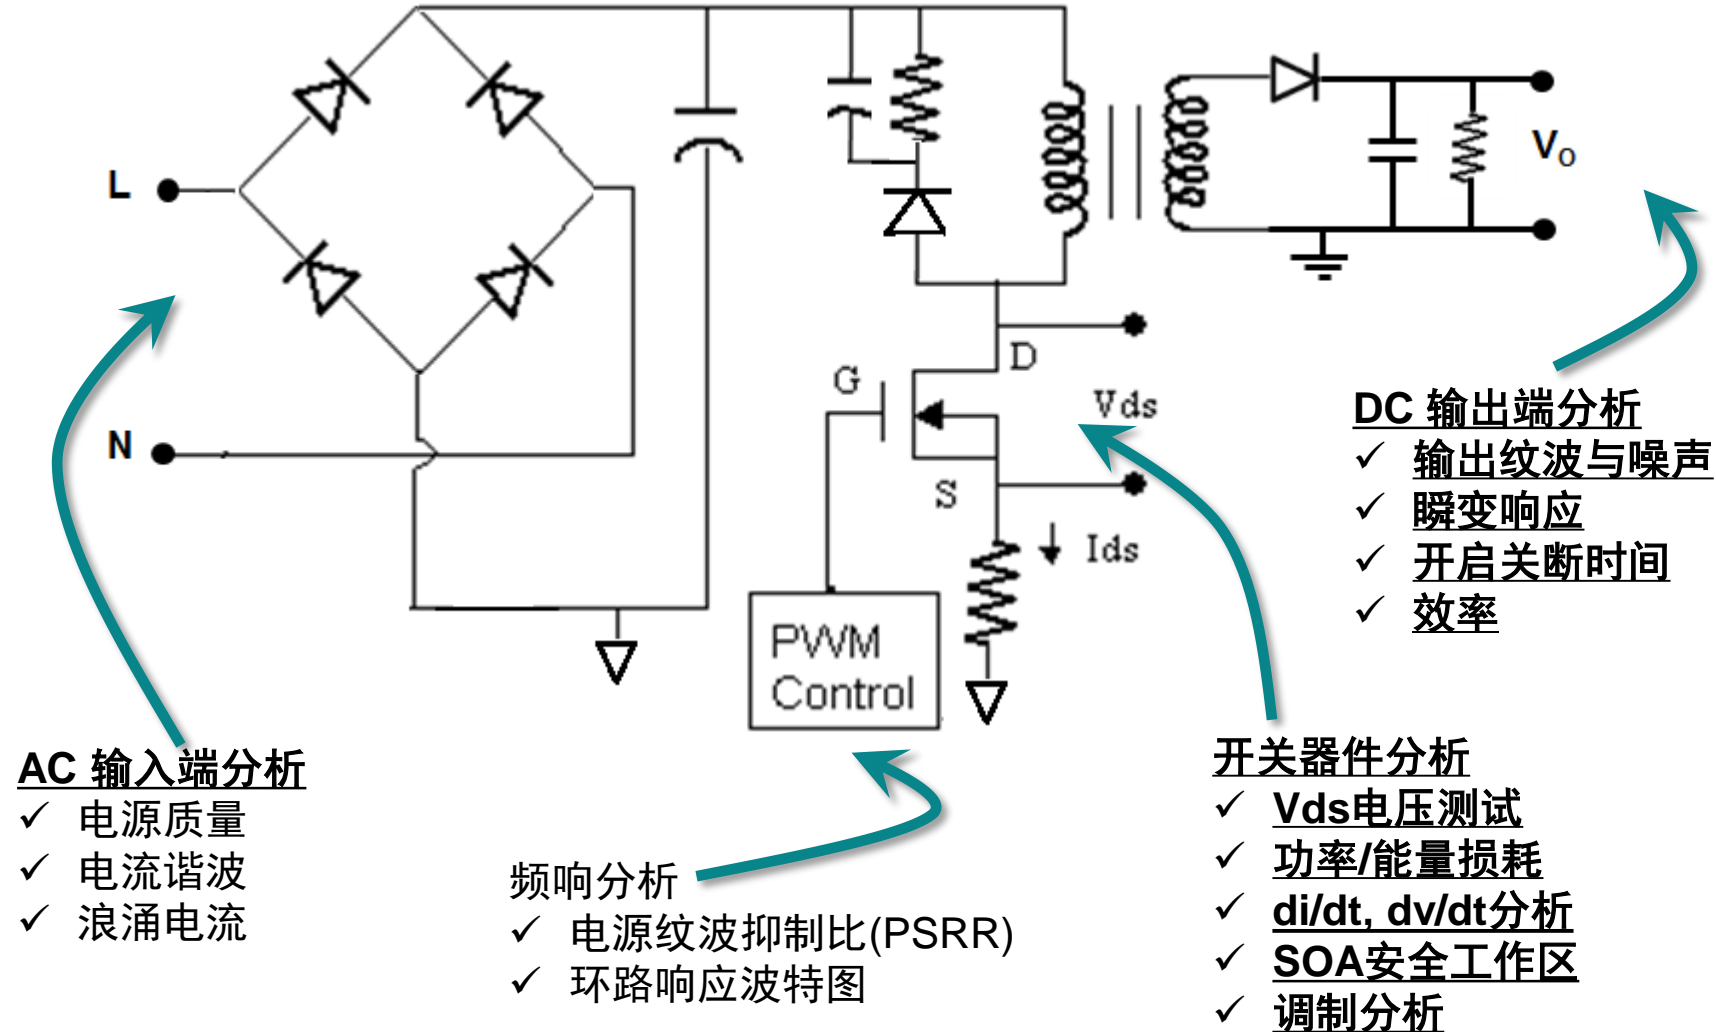 L
N
Vo
G
D
S
Vds
Ids
PWM
Control
DC 输出端分析
✓ 输出纹波与噪声
✓ 瞬变响应
✓ 开启关断时间
✓ 效率
AC 输入端分析
✓ 电源质量
✓ 电流谐波
✓ 浪涌电流
频响分析
✓ 电源纹波抑制比(PSRR)
✓ 环路响应波特图
开关器件分析
✓ Vds电压测试
✓ 功率/能量损耗
✓ di/dt, dv/dt分析
✓ SOA安全工作区
✓ 调制分析